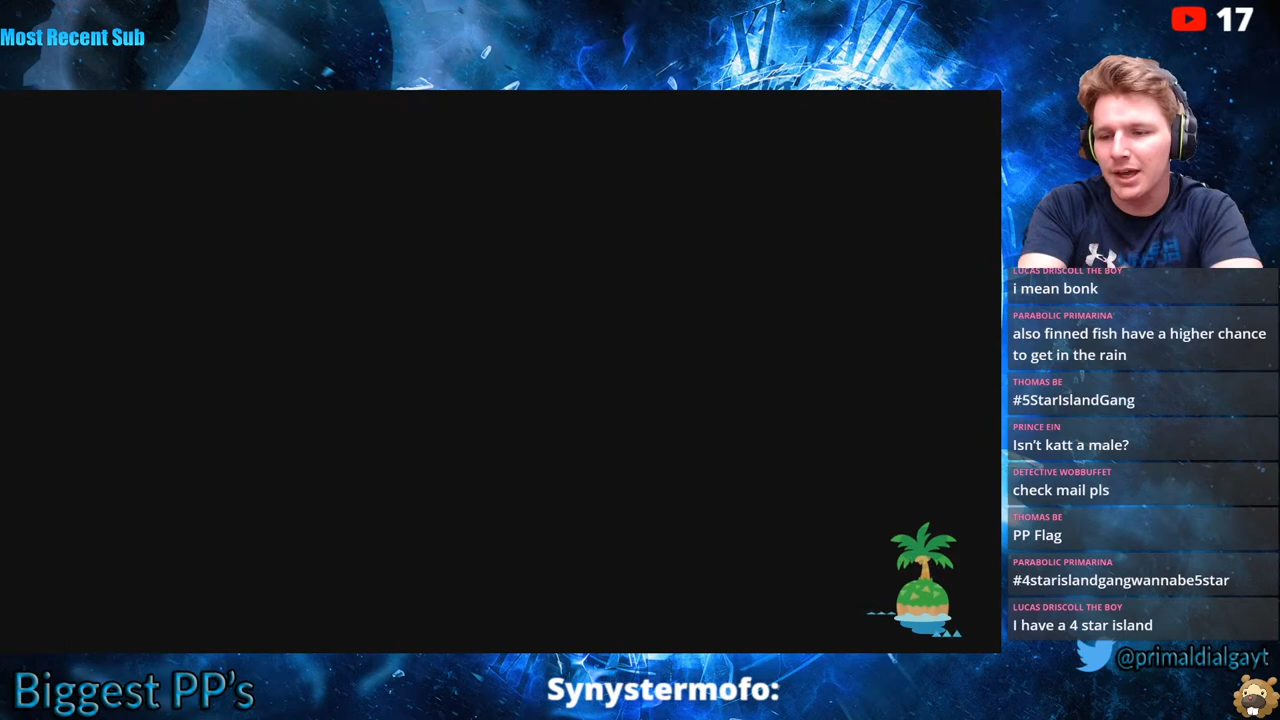 Most Recent Sub
17
LUCAS DRISCOLL THE BOY
i mean bonk
PARABOLIC PRIMARINA
also finned fish have a higher chance
to get in the rain
THOMAS BE
#5StarIslandGang
PRINCE EIN
Isn't katt a male?
DETECTIVE WOBBUFFET
check mail pls
THOMAS BE
PP Flag
PARABOLIC PRIMARINA
#4starislandgangwannabe5star
LUCAS DRISCOLL THE BOY
I have a 4 star island
@primaldialgayt
Biggest PP's
Synystermofo: